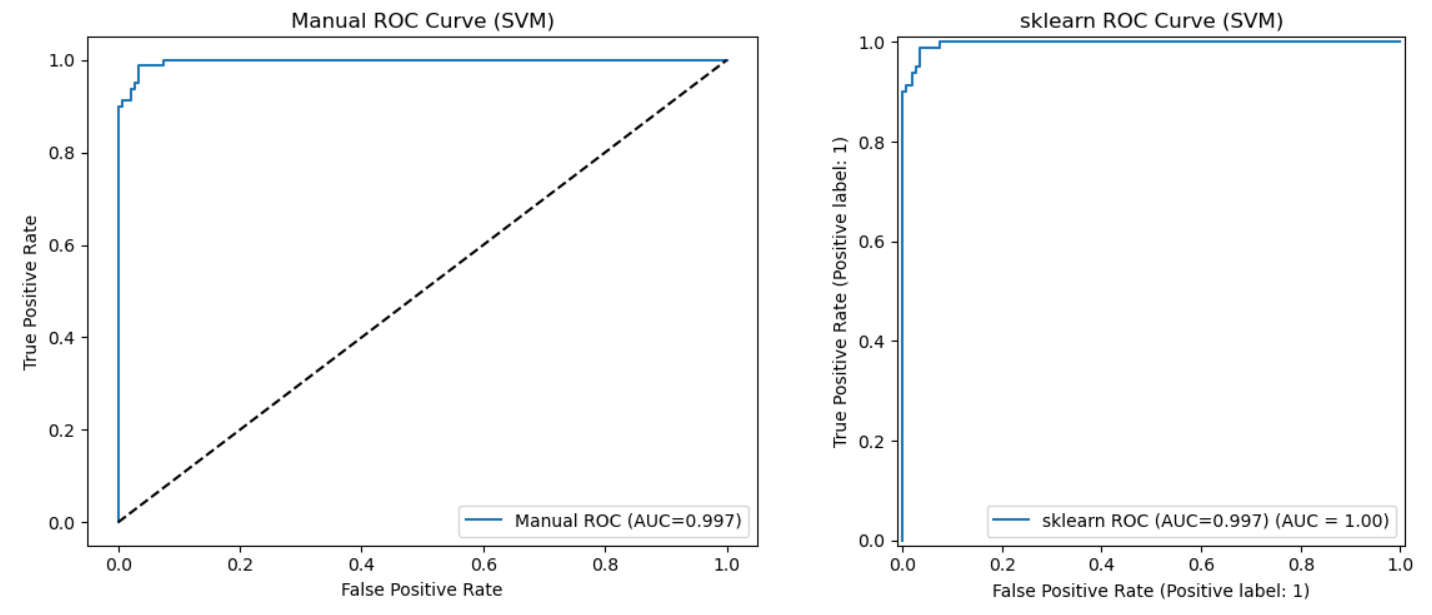 Manual ROC Curve (SVM)
1.0
0.8
0.6
0.4
0.2
0.0
True Positive Rate
Manual ROC (AUC=0.997)
0.0 0.2 0.4 0.6 0.8 1.0
False Positive Rate
sklearn ROC Curve (SVM)
1.0
0.8
0.6
0.4
0.2
0.0
True Positive Rate (Positive label: 1)
sklearn ROC (AUC=0.997) (AUC = 1.00)
0.0 0.2 0.4 0.6 0.8 1.0
False Positive Rate (Positive label: 1)